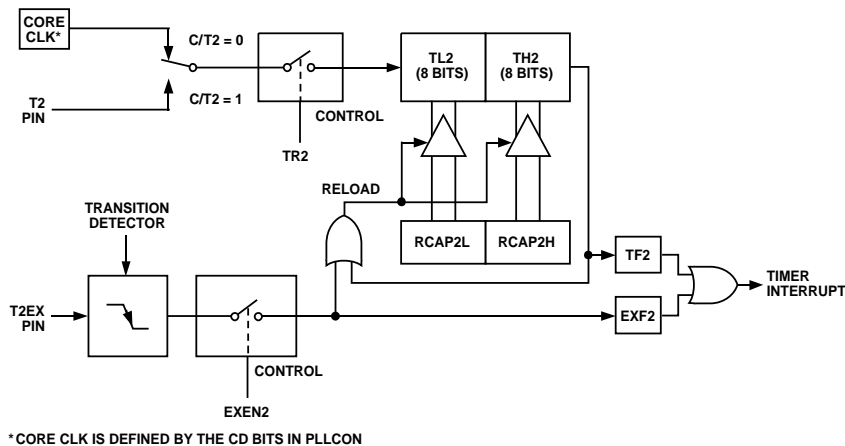 CORE
CLK*
C/T2 = 0
C/T2 = 1
T2
PIN
CONTROL
TR2
TL2
(8 BITS)
TH2
(8 BITS)
RELOAD
TRANSITION
DETECTOR
RCAP2L
RCAP2H
TF2
TIMER
INTERRUPT
T2EX
PIN
EXF2
CONTROL
EXEN2
*CORE CLK IS DEFINED BY THE CD BITS IN PLLCON